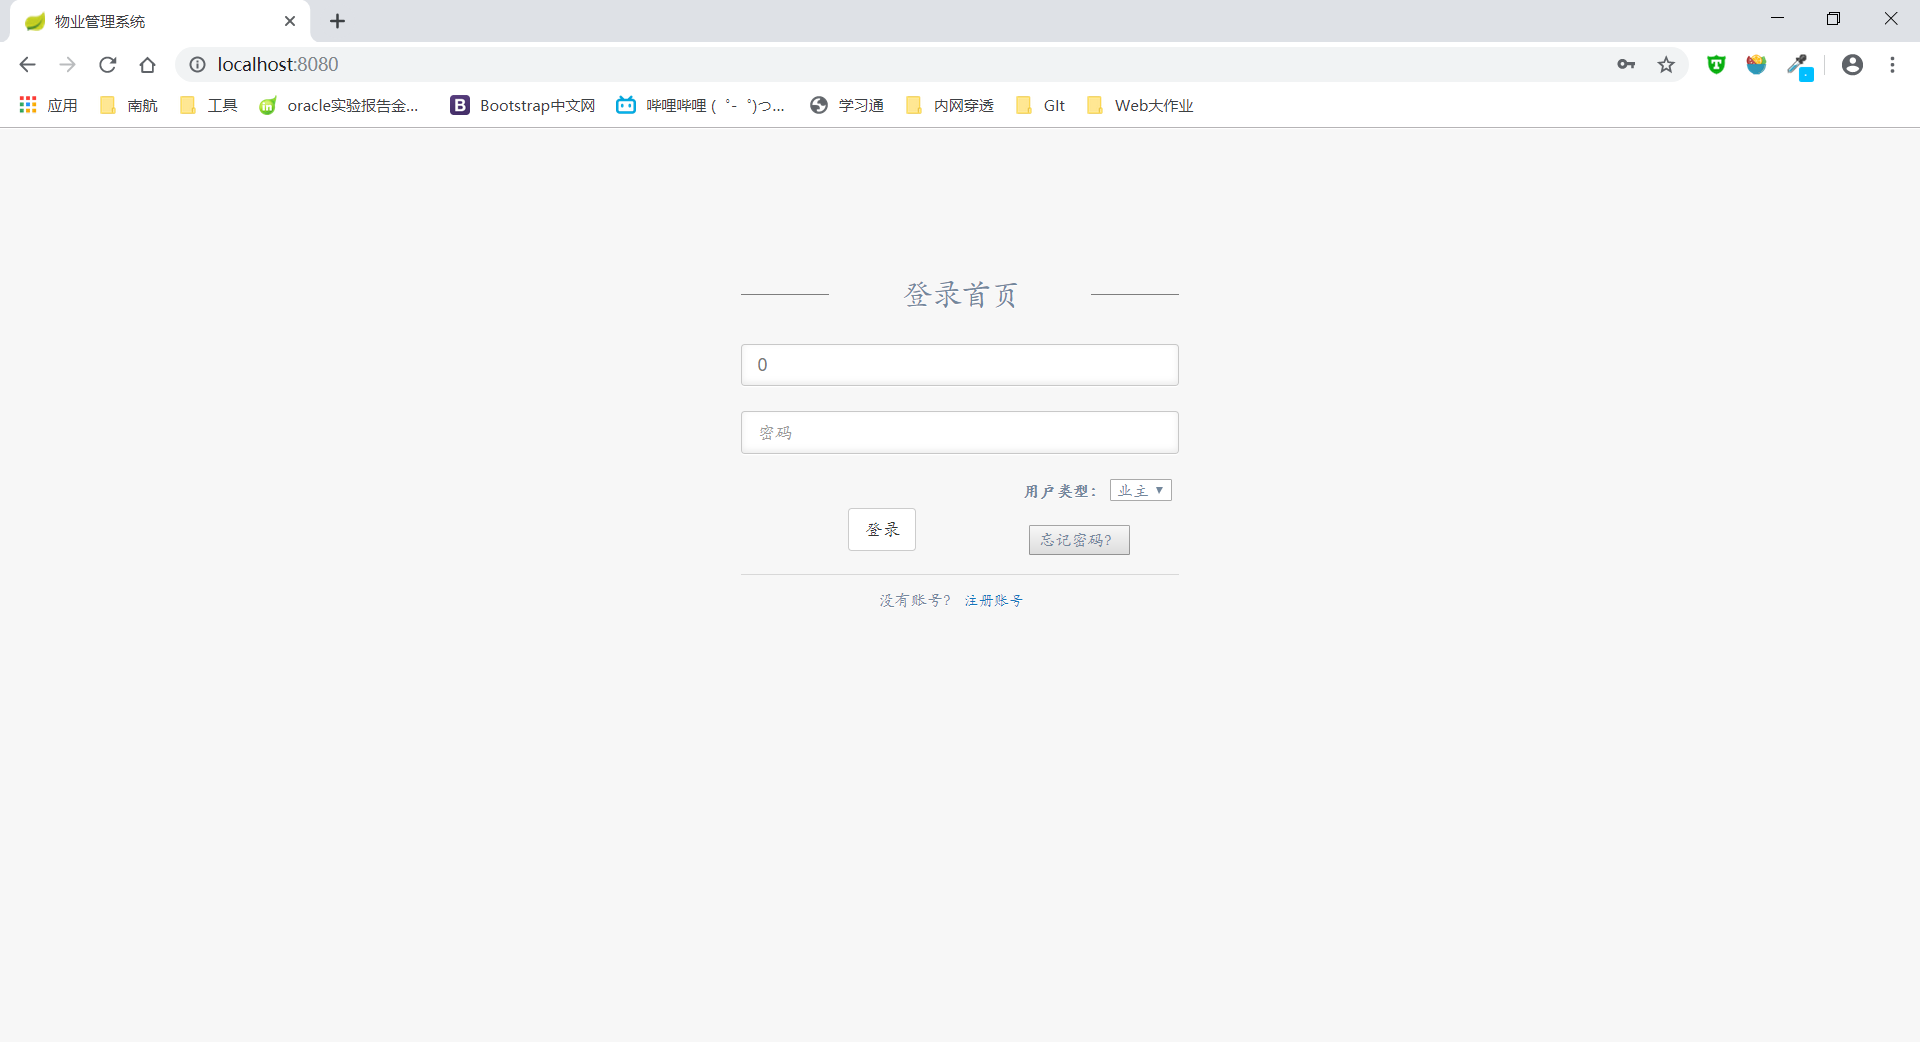 物业管理系统
localhost:8080
应用 南航 工具 oracle实验报告金... Bootstrap中文网 哔哩哔哩 ( ゜- ゜)つ... 学习通 内网穿透 GIt Web大作业
登录首页
0
密码
用户类型： 业主
登录 忘记密码？
没有账号？ 注册账号